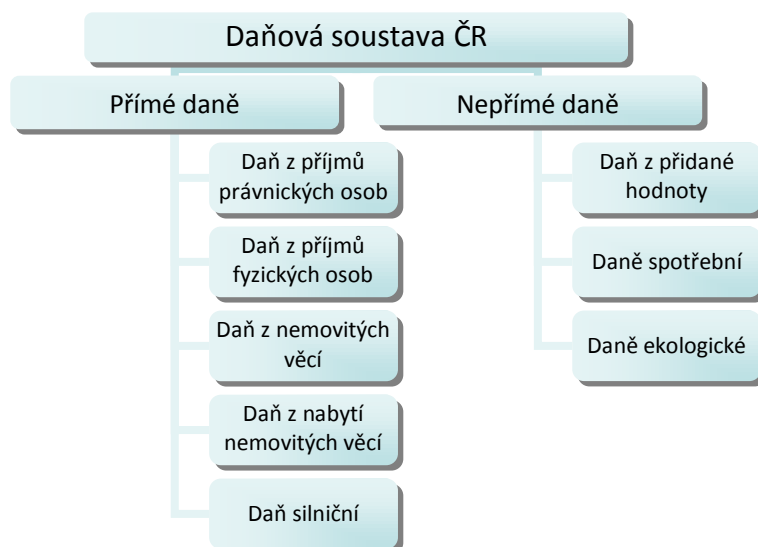 Daňová soustava ČR
Přímé daně
Nepřímé daně
Daň z příjmů
právnických osob
Daň z příjmů
fyzických osob
Daň z nemovitých
věcí
Daň z nabytí
nemovitých věcí
Daň silniční
Daň z přidané
hodnoty
Daně spotřební
Daně ekologické